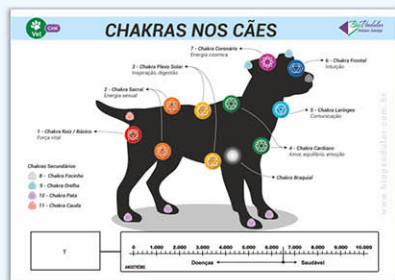 Vet
CHK
CHAKRAS NOS CÃES
7 - Chakra Coronário
Energia cósmica
6 - Chakra Frontal
Intuição
3 - Chakra Plexo Solar
Inspiração, digestão
2 - Chakra Sacral
Energia sexual
5 - Chakra Laríngeo
Comunicação
1 - Chakra Raiz / Básico
Força vital
4 - Chakra Cardíaco
Amor, equilíbrio, emoção
Chakra Braquial
Chakras Secundários
8 - Chakra Focinho
9 - Chakra Orelha
10 - Chakra Pata
11 - Chakra Cauda
T
0 1.000 2.000 3.000 4.000 5.000 6.000 7.000 8.000 9.000 10.000
ANGSTRÖNS
Doenças
Saudável